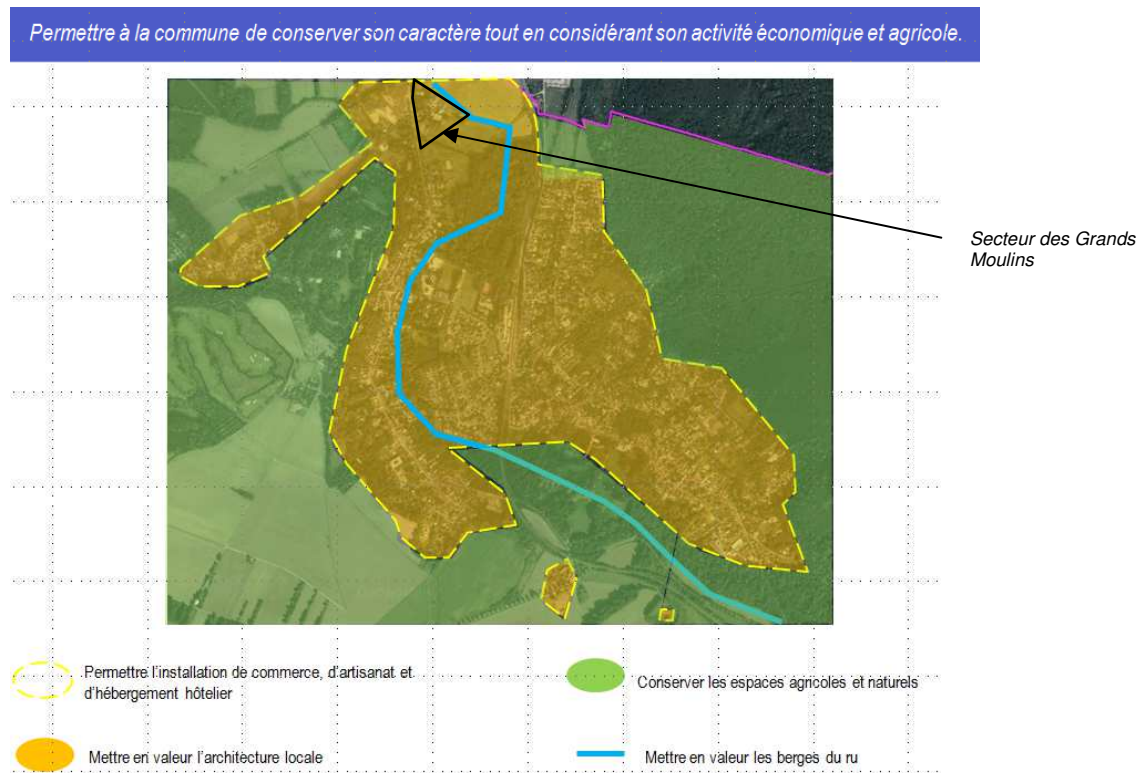 Permettre à la commune de conserver son caractère tout en considérant son activité économique et agricole.
Secteur des Grands
Moulins
Permettre l'installation de commerce, d'artisanat et
d'hébergement hôtelier
Conserver les espaces agricoles et naturels
Mettre en valeur l'architecture locale
Mettre en valeur les berges du ru